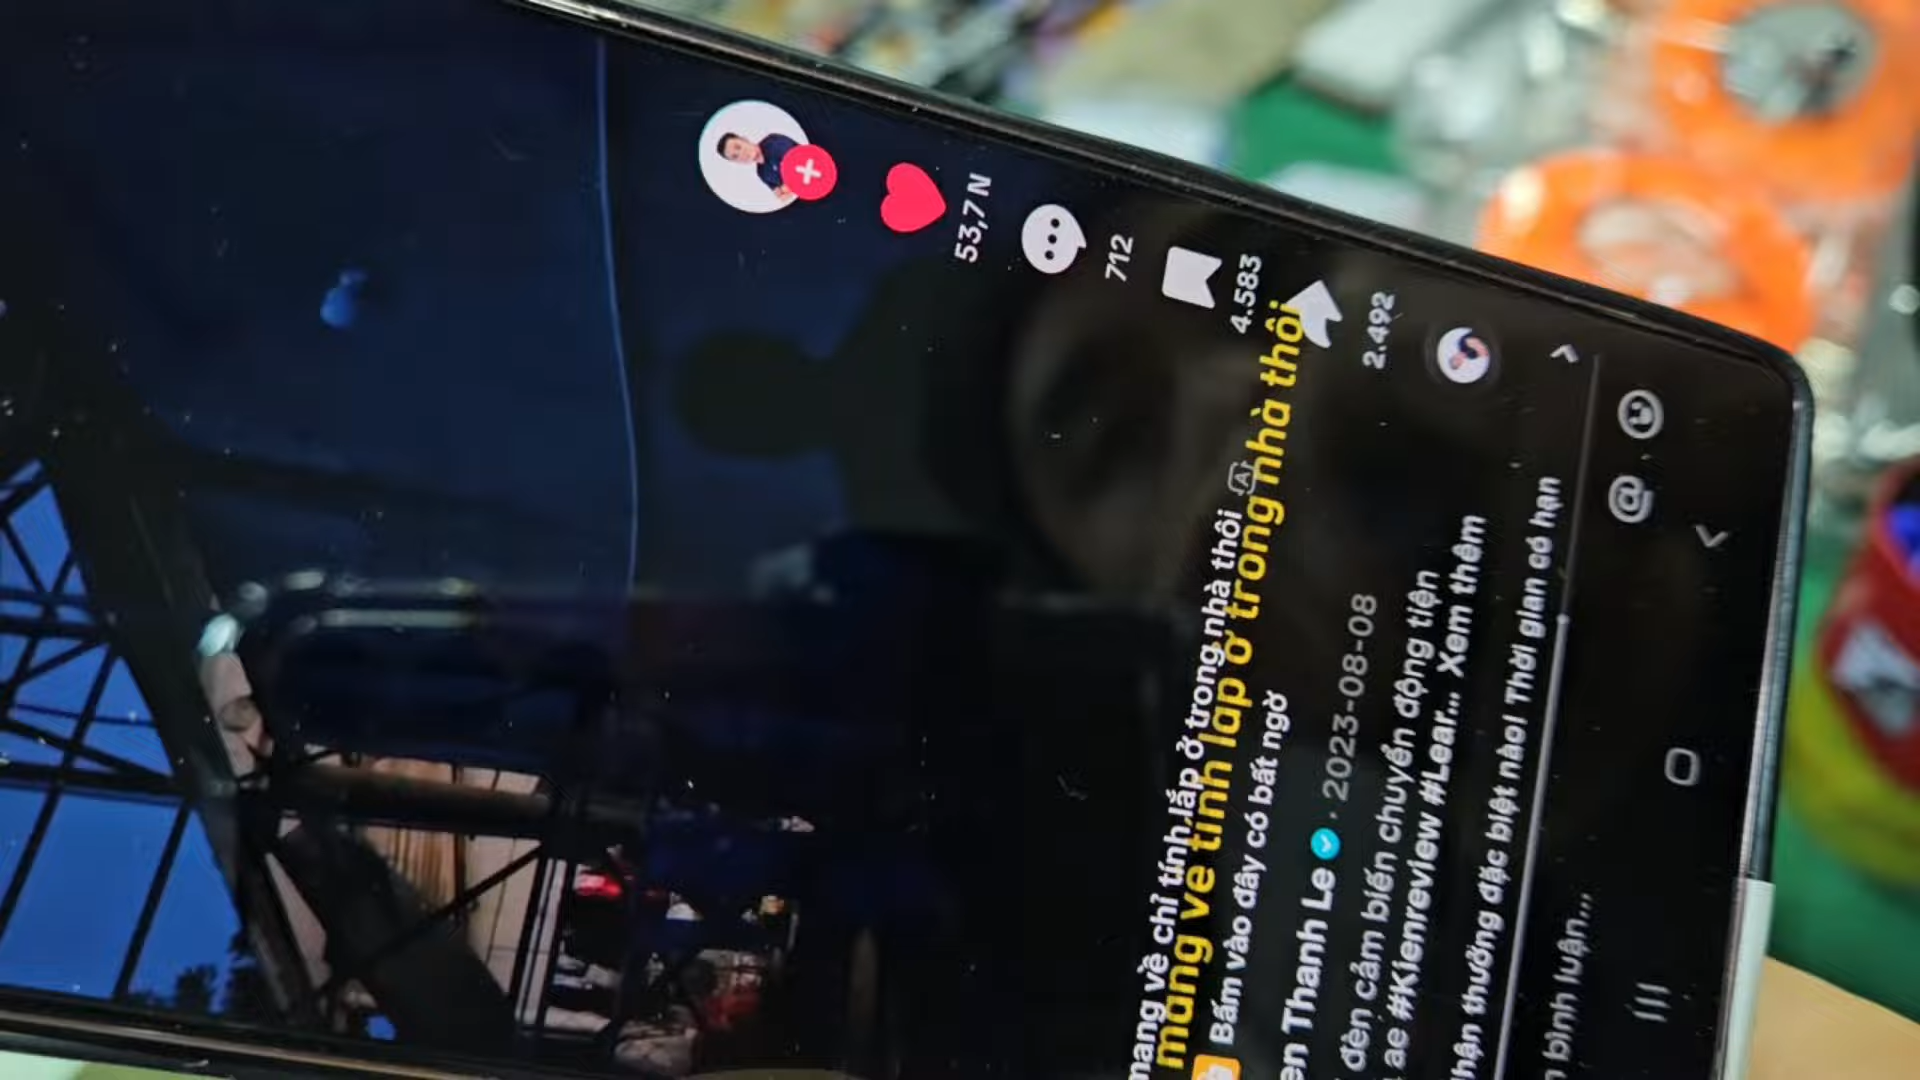 53,7 N
712
4.583
2.492
mang về chỉ tính lắp ở trong nhà thôi
mang về tính lắp ở trong nhà thôi
Bấm vào đây có bất ngờ
en Thanh Le · 2023-08-08
đèn cảm biến chuyển động tiện
ae #Kienreview #Lear... Xem thêm
nhận thưởng đặc biệt nào! Thời gian có hạn
bình luận...
@